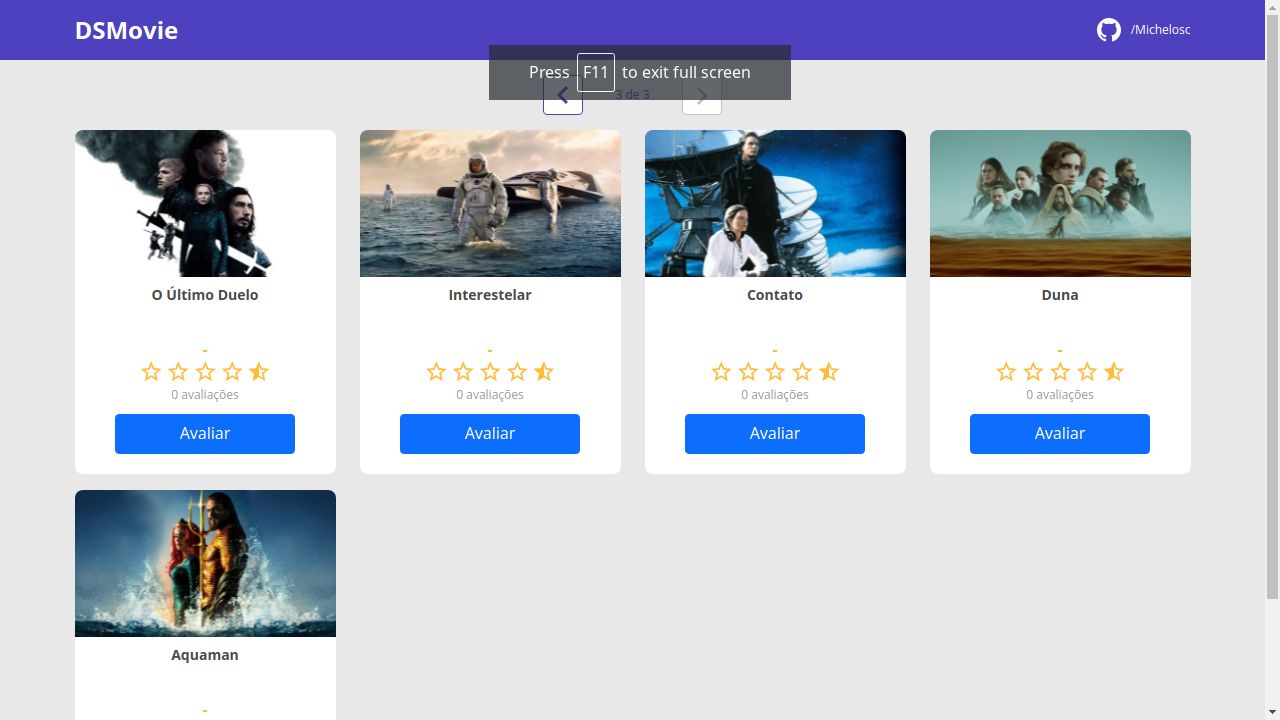 DSMovie
/Michelosc
Press F11 to exit full screen
3 de 3
O Último Duelo
Interestelar
Contato
Duna
-
-
-
-
0 avaliações
0 avaliações
0 avaliações
0 avaliações
Avaliar
Avaliar
Avaliar
Avaliar
Aquaman
-